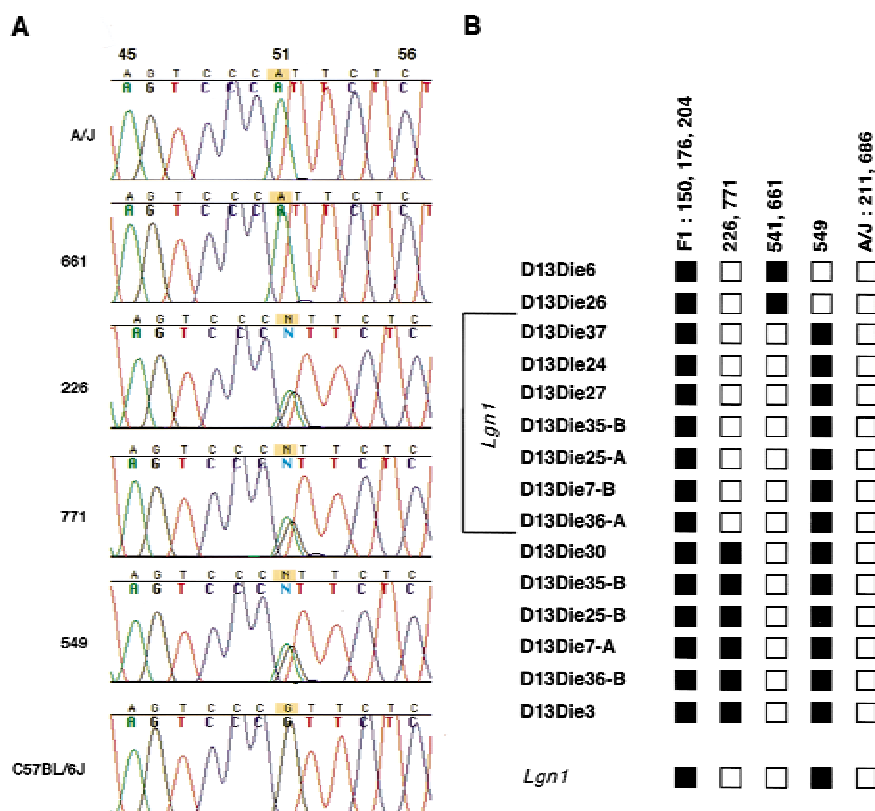 A
45 51 56
A G T C C C A T T C T C
A G T C C C A T T C T C T
A/J
A G T C C C A T T C T C
A G T C C C A T T C T C T
661
A G T C C C N T T C T C
A G T C C C N T T C T C
226
A G T C C C N T T C T C
A G T C C C N T T C T C
771
A G T C C C N T T C T C
A G T C C C N T T C T C
549
A G T C C C G T T C T C
A G T C C C G T T C T C
C57BL/6J
B
F1 : 150, 176, 204
226, 771
541, 661
549
A/J : 211, 686
D13Die6
D13Die26
D13Die37
D13Die24
D13Die27
D13Die35-B
D13Die25-A
D13Die7-B
D13Die36-A
D13Die30
D13Die35-B
D13Die25-B
D13Die7-A
D13Die36-B
D13Die3
Lgn1
Lgn1